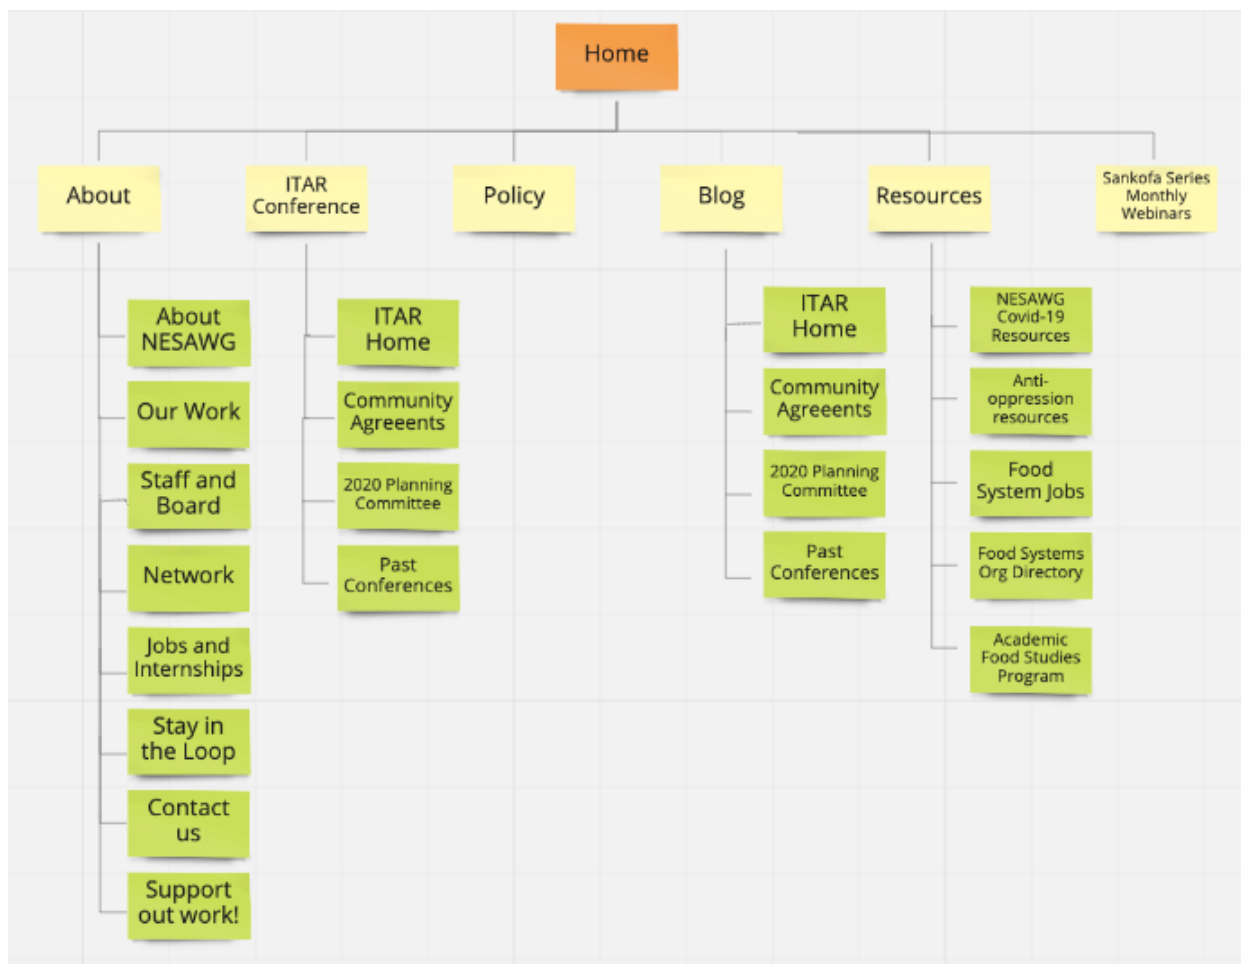 Home
About
ITAR
Conference
Policy
Blog
Resources
Sankofa Series
Monthly
Webinars
About
NESAWG
Our Work
Staff and
Board
Network
Jobs and
Internships
Stay in
the Loop
Contact
us
Support
out work!
ITAR
Home
Community
Agreeents
2020 Planning
Committee
Past
Conferences
ITAR
Home
Community
Agreeents
2020 Planning
Committee
Past
Conferences
NESAWG
Covid-19
Resources
Anti-
oppression
resources
Food
System Jobs
Food Systems
Org Directory
Academic
Food Studies
Program